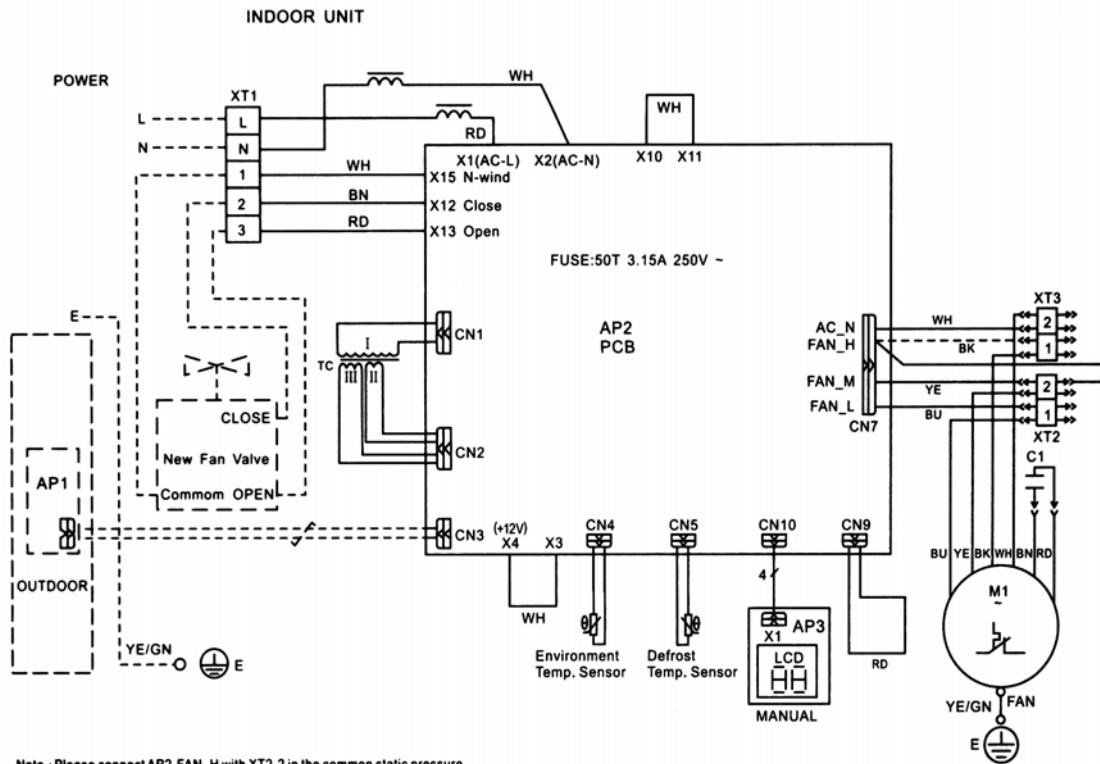 INDOOR UNIT
POWER
XT1
L
L
N
N
1
2
3
WH
RD
WH
BN
RD
X1(AC-L)
X2(AC-N)
WH
X10
X11
X15 N-wind
X12 Close
X13 Open
FUSE:50T 3.15A 250V ~
AP2
PCB
CN1
TC
I
III
II
CN2
CN3
(+12V)
X4
X3
WH
CN4
CN5
CN10
CN9
AC_N
FAN_H
FAN_M
FAN_L
CN7
WH
BK
YE
BU
XT3
2
1
2
1
XT2
C1
BU
YE
BK
WH
BN
RD
M1
~
YE/GN
FAN
E
E
CLOSE
New Fan Valve
Commom OPEN
AP1
OUTDOOR
YE/GN
E
θ
Environment
Temp. Sensor
θ
Defrost
Temp. Sensor
4
X1
AP3
LCD
MANUAL
RD
Note : Please connect AP2-FAN_H with XT2-2 in the common static pressure